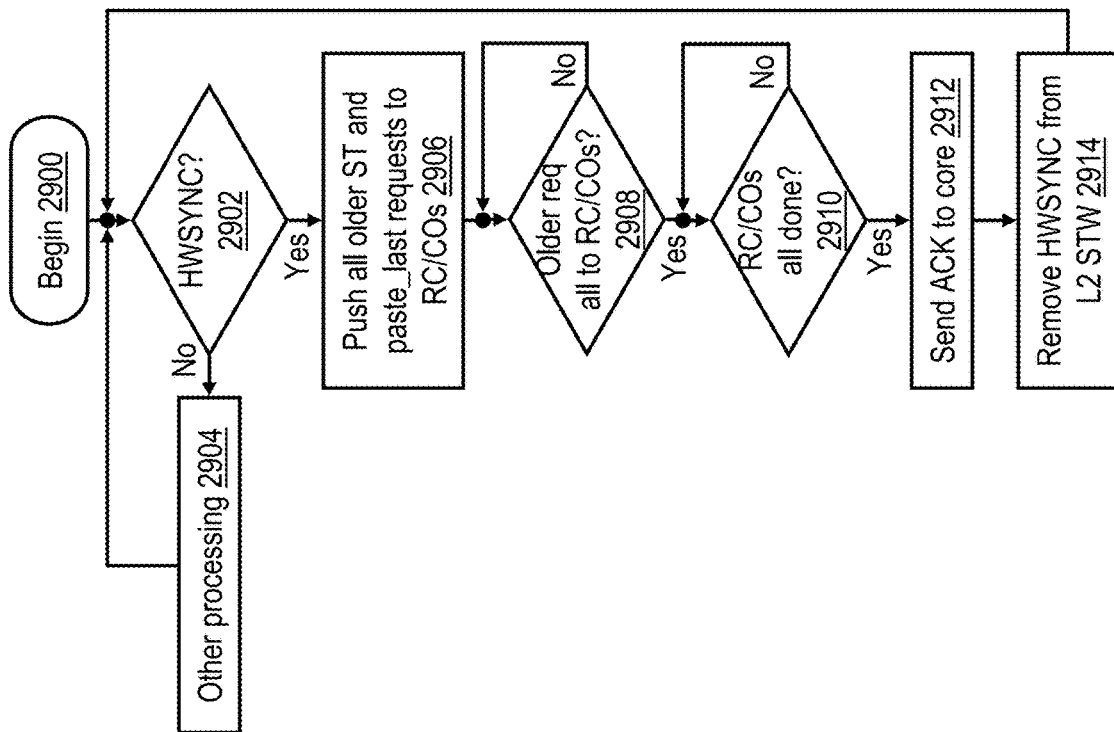 Begin 2900
HWSYNC?
2902
No
Other processing 2904
Yes
Push all older ST and
paste_last requests to
RC/COs 2906
Older req
all to RC/COs?
2908
No
Yes
RC/COs
all done?
2910
No
Yes
Send ACK to core 2912
Remove HWSYNC from
L2 STW 2914